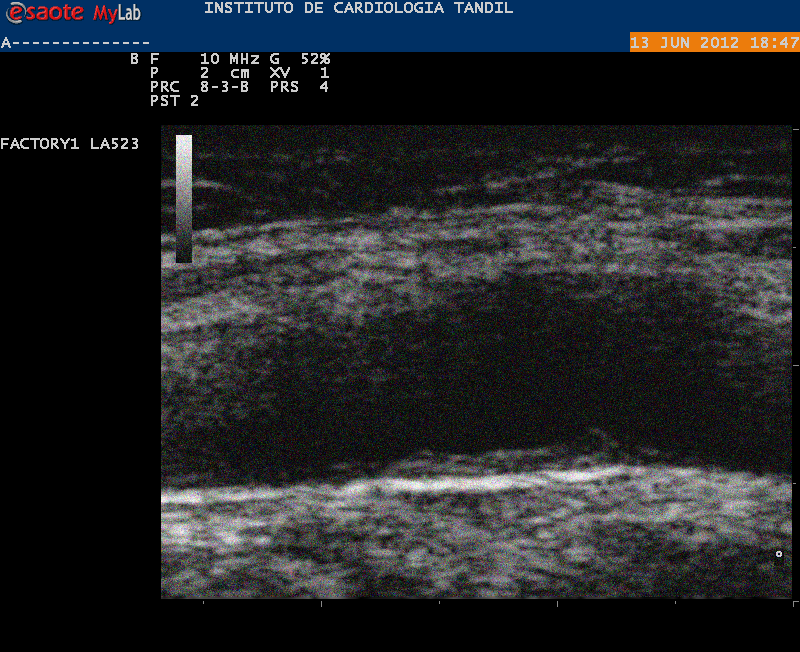 esaote MyLab
INSTITUTO DE CARDIOLOGIA TANDIL
A--------------
13 JUN 2012 18:47
B F 10 MHz G 52%
P 2 cm XV 1
PRC 8-3-B PRS 4
PST 2
FACTORY1 LA523